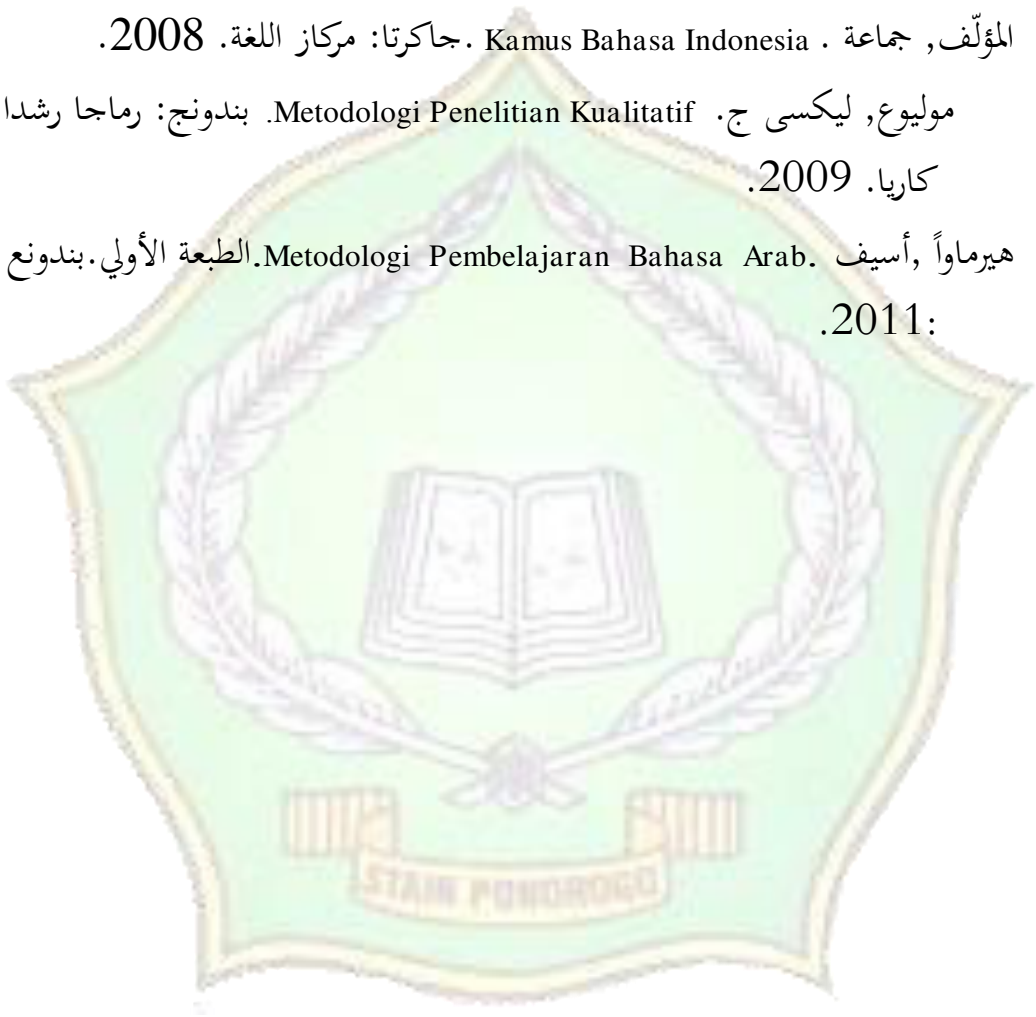 المؤلّف, جماعة . Kamus Bahasa Indonesia .جاكرتا: مركاز اللغة. 2008.
موليوع, ليكسى ج. Metodologi Penelitian Kualitatif. بندونج: رماجا رشدا
كاريا. 2009.
هيرماواً ,أسيف .Metodologi Pembelajaran Bahasa Arab.الطبعة الأولي.بندونع
:2011.
STAIN PONOROGO